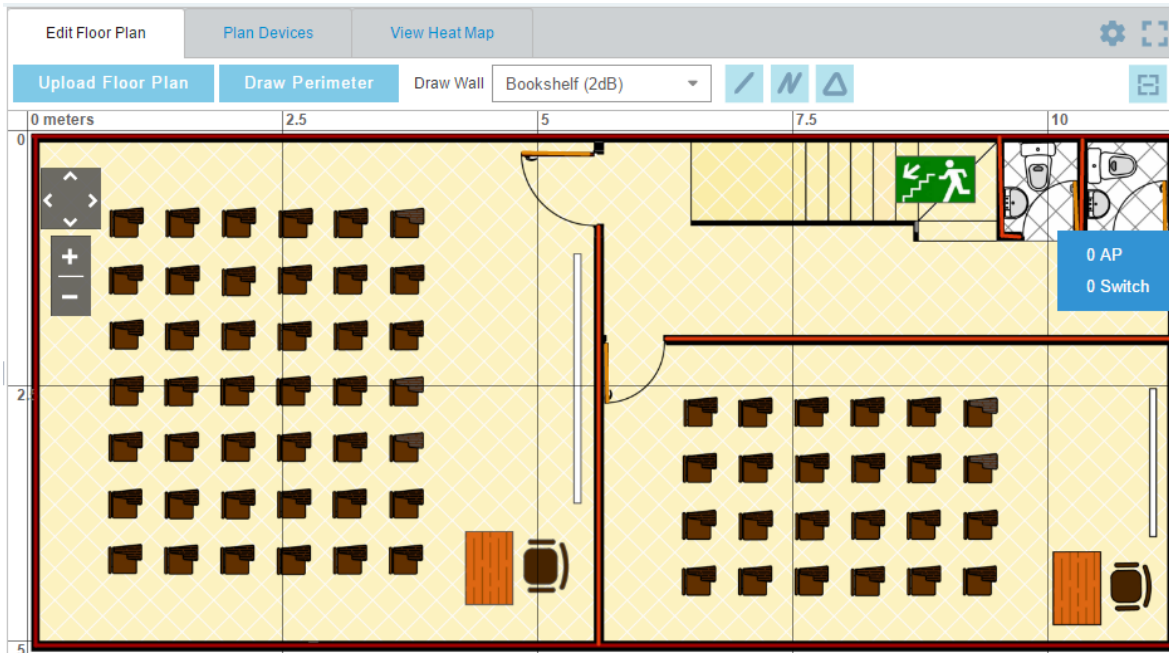 Edit Floor Plan Plan Devices View Heat Map
Upload Floor Plan Draw Perimeter Draw Wall Bookshelf (2dB)
0 meters 2.5 5 7.5 10
0
0 AP
0 Switch
2.5
5